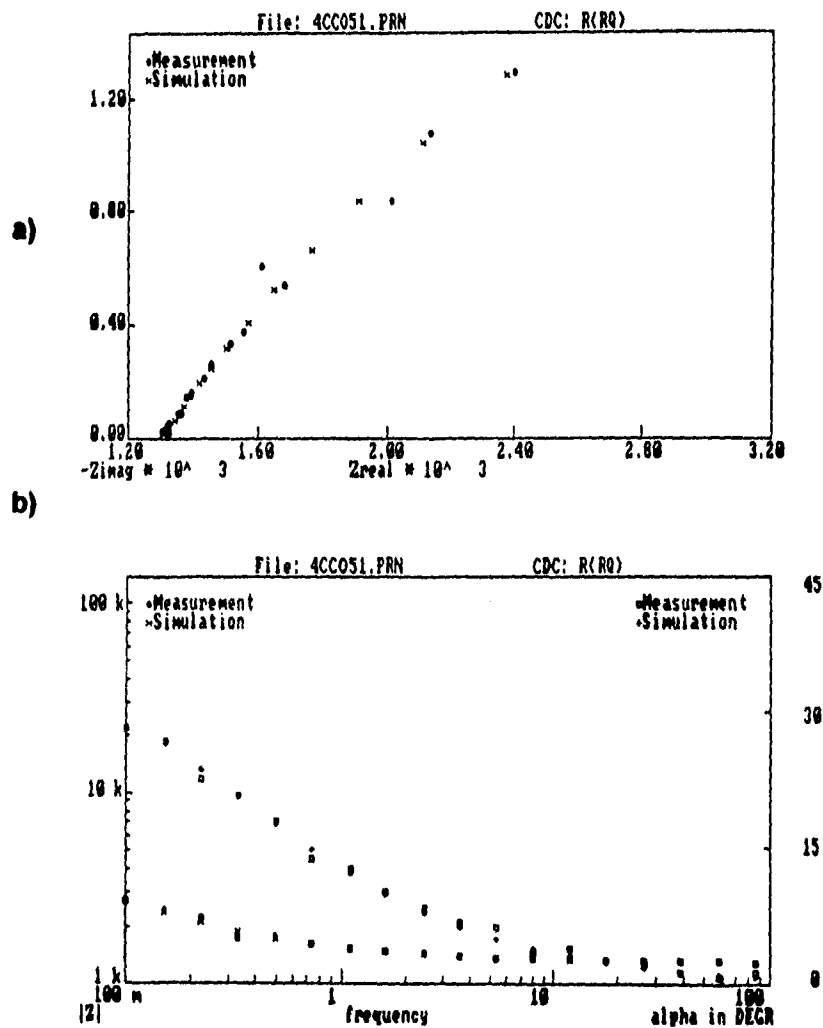 File: 4CCO51.PRN CDC: R(RQ)
Measurement
×Simulation
1.20
0.80
a)
0.40
0.00
1.20 1.60 2.00 2.40 2.80 3.20
-Zimag * 10^ 3 Zreal * 10^ 3
b)
File: 4CCO51.PRN CDC: R(RQ)
45
100 k
Measurement Measurement
×Simulation +Simulation
30
10 k
15
1 k 0
100 m 1 10 100
|Z| frequency alpha in DEGR